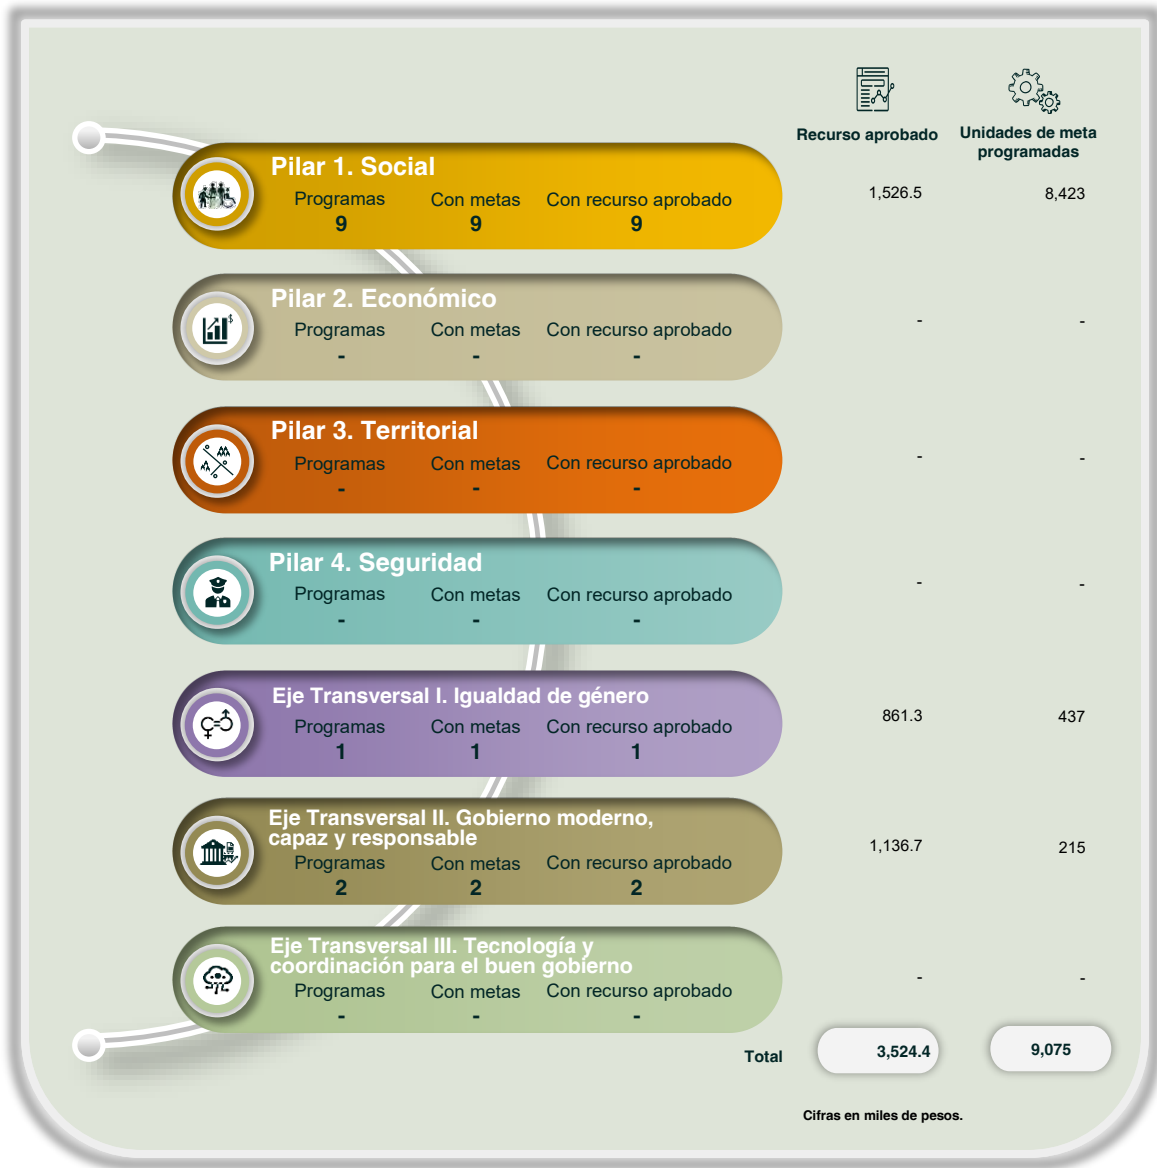 Recurso aprobado
Unidades de meta
programadas
Pilar 1. Social
Programas Con metas Con recurso aprobado
9 9 9
1,526.5 8,423
Pilar 2. Económico
Programas Con metas Con recurso aprobado
- - -
- -
Pilar 3. Territorial
Programas Con metas Con recurso aprobado
- - -
- -
Pilar 4. Seguridad
Programas Con metas Con recurso aprobado
- - -
- -
Eje Transversal I. Igualdad de género
Programas Con metas Con recurso aprobado
1 1 1
861.3 437
Eje Transversal II. Gobierno moderno,
capaz y responsable
Programas Con metas Con recurso aprobado
2 2 2
1,136.7 215
Eje Transversal III. Tecnología y
coordinación para el buen gobierno
Programas Con metas Con recurso aprobado
- - -
- -
Total 3,524.4 9,075
Cifras en miles de pesos.